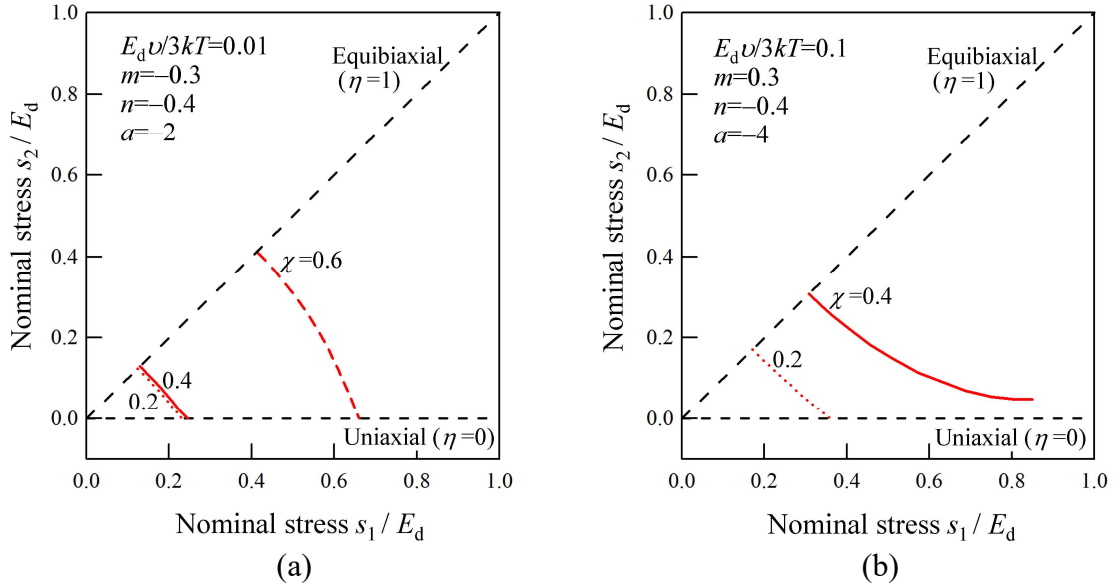 1.0
0.8
0.6
0.4
0.2
0.0
Nominal stress s₂ / E_d
E_dυ/3kT=0.01
m=−0.3
n=−0.4
a=−2
Equibiaxial
(η=1)
χ=0.6
0.4
0.2
Uniaxial (η=0)
0.0 0.2 0.4 0.6 0.8 1.0
Nominal stress s₁ / E_d
(a)
1.0
0.8
0.6
0.4
0.2
0.0
Nominal stress s₂ / E_d
E_dυ/3kT=0.1
m=0.3
n=−0.4
a=−4
Equibiaxial
(η=1)
χ=0.4
0.2
Uniaxial (η=0)
0.0 0.2 0.4 0.6 0.8 1.0
Nominal stress s₁ / E_d
(b)